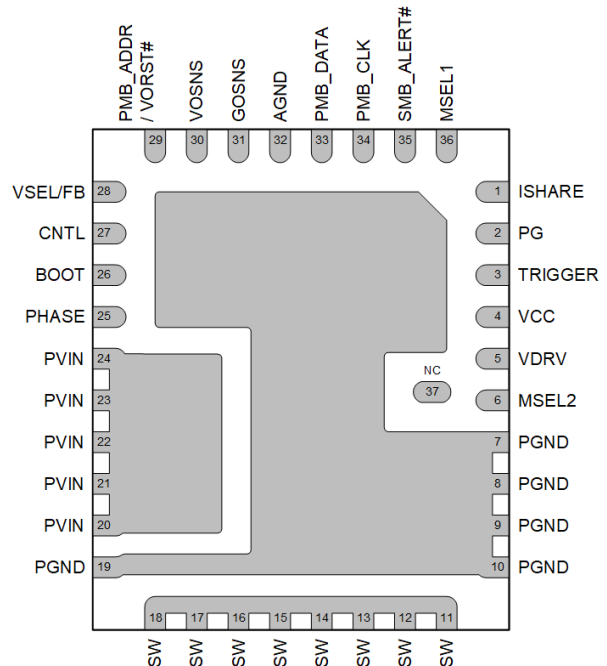 PMB_ADDR
/ VORST#
VOSNS
GOSNS
AGND
PMB_DATA
PMB_CLK
SMB_ALERT#
MSEL1
29 30 31 32 33 34 35 36
VSEL/FB 28 1 ISHARE
CNTL 27 2 PG
BOOT 26 3 TRIGGER
PHASE 25 4 VCC
PVIN 24 5 VDRV
NC
PVIN 23 37 6 MSEL2
PVIN 22 7 PGND
PVIN 21 8 PGND
PVIN 20 9 PGND
PGND 19 10 PGND
18 17 16 15 14 13 12 11
SW SW SW SW SW SW SW SW